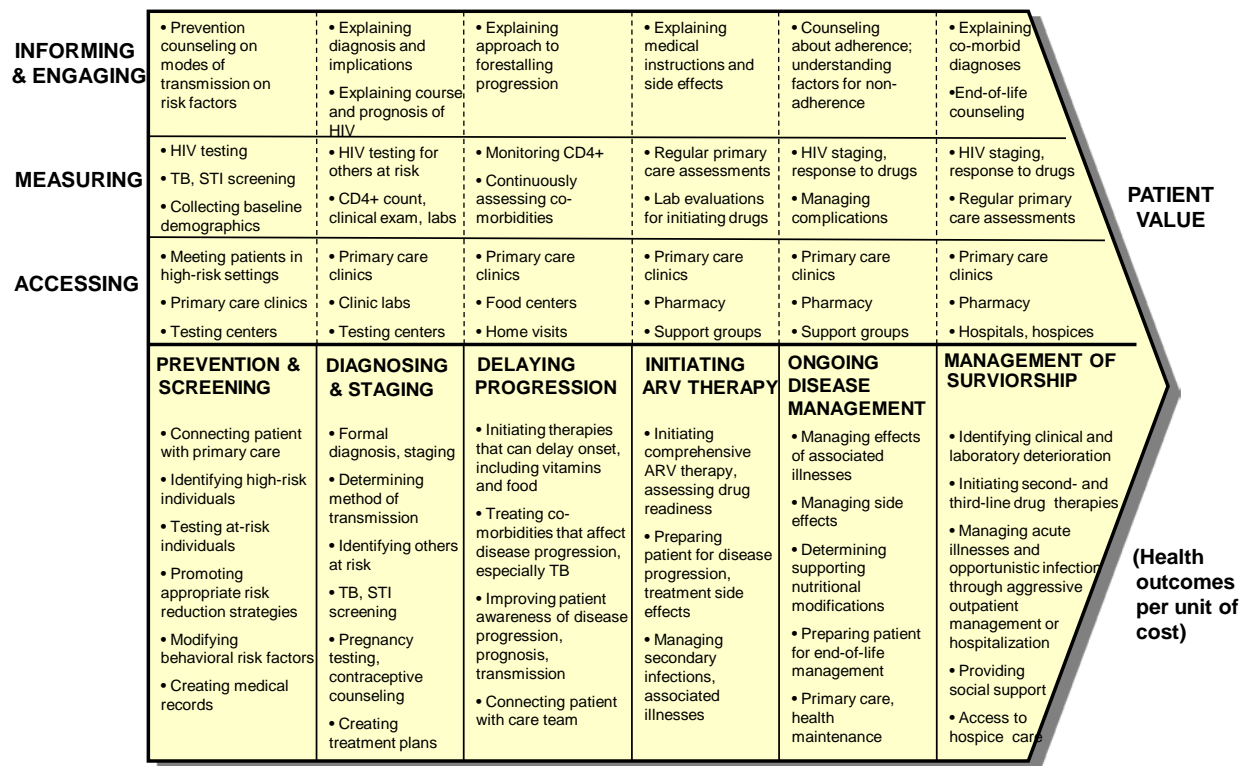 INFORMING
& ENGAGING
• Prevention
counseling on
modes of
transmission on
risk factors
• Explaining
diagnosis and
implications
• Explaining course
and prognosis of
HIV
• Explaining
approach to
forestalling
progression
• Explaining
medical
instructions and
side effects
• Counseling
about adherence;
understanding
factors for non-
adherence
• Explaining
co-morbid
diagnoses
•End-of-life
counseling
MEASURING
• HIV testing
• TB, STI screening
• Collecting baseline
demographics
• HIV testing for
others at risk
• CD4+ count,
clinical exam, labs
• Monitoring CD4+
• Continuously
assessing co-
morbidities
• Regular primary
care assessments
• Lab evaluations
for initiating drugs
• HIV staging,
response to drugs
• Managing
complications
• HIV staging,
response to drugs
• Regular primary
care assessments
ACCESSING
• Meeting patients in
high-risk settings
• Primary care clinics
• Testing centers
• Primary care
clinics
• Clinic labs
• Testing centers
• Primary care
clinics
• Food centers
• Home visits
• Primary care
clinics
• Pharmacy
• Support groups
• Primary care
clinics
• Pharmacy
• Support groups
• Primary care
clinics
• Pharmacy
• Hospitals, hospices
PATIENT
VALUE
PREVENTION &
SCREENING
• Connecting patient
with primary care
• Identifying high-risk
individuals
• Testing at-risk
individuals
• Promoting
appropriate risk
reduction strategies
• Modifying
behavioral risk factors
• Creating medical
records
DIAGNOSING
& STAGING
• Formal
diagnosis, staging
• Determining
method of
transmission
• Identifying others
at risk
• TB, STI
screening
• Pregnancy
testing,
contraceptive
counseling
• Creating
treatment plans
DELAYING
PROGRESSION
• Initiating therapies
that can delay onset,
including vitamins
and food
• Treating co-
morbidities that affect
disease progression,
especially TB
• Improving patient
awareness of disease
progression,
prognosis,
transmission
• Connecting patient
with care team
INITIATING
ARV THERAPY
• Initiating
comprehensive
ARV therapy,
assessing drug
readiness
• Preparing
patient for disease
progression,
treatment side
effects
• Managing
secondary
infections,
associated
illnesses
ONGOING
DISEASE
MANAGEMENT
• Managing effects
of associated
illnesses
• Managing side
effects
• Determining
supporting
nutritional
modifications
• Preparing patient
for end-of-life
management
• Primary care,
health
maintenance
MANAGEMENT OF
SURVIORSHIP
• Identifying clinical and
laboratory deterioration
• Initiating second- and
third-line drug therapies
• Managing acute
illnesses and
opportunistic infection
through aggressive
outpatient
management or
hospitalization
• Providing
social support
• Access to
hospice care
(Health
outcomes
per unit of
cost)